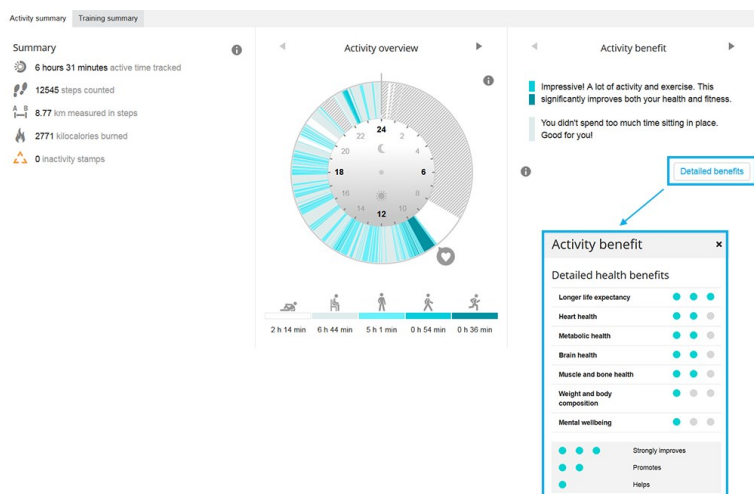 Activity summary
Training summary
Summary
6 hours 31 minutes active time tracked
12545 steps counted
A B
8.77 km measured in steps
2771 kilocalories burned
0 inactivity stamps
Activity overview
24
22
2
20
4
18
6
16
8
14
10
12
2 h 14 min
6 h 44 min
5 h 1 min
0 h 54 min
0 h 36 min
Activity benefit
Impressive! A lot of activity and exercise. This
significantly improves both your health and fitness.
You didn't spend too much time sitting in place.
Good for you!
Detailed benefits
Activity benefit
×
Detailed health benefits
Longer life expectancy
Heart health
Metabolic health
Brain health
Muscle and bone health
Weight and body
composition
Mental wellbeing
Strongly improves
Promotes
Helps